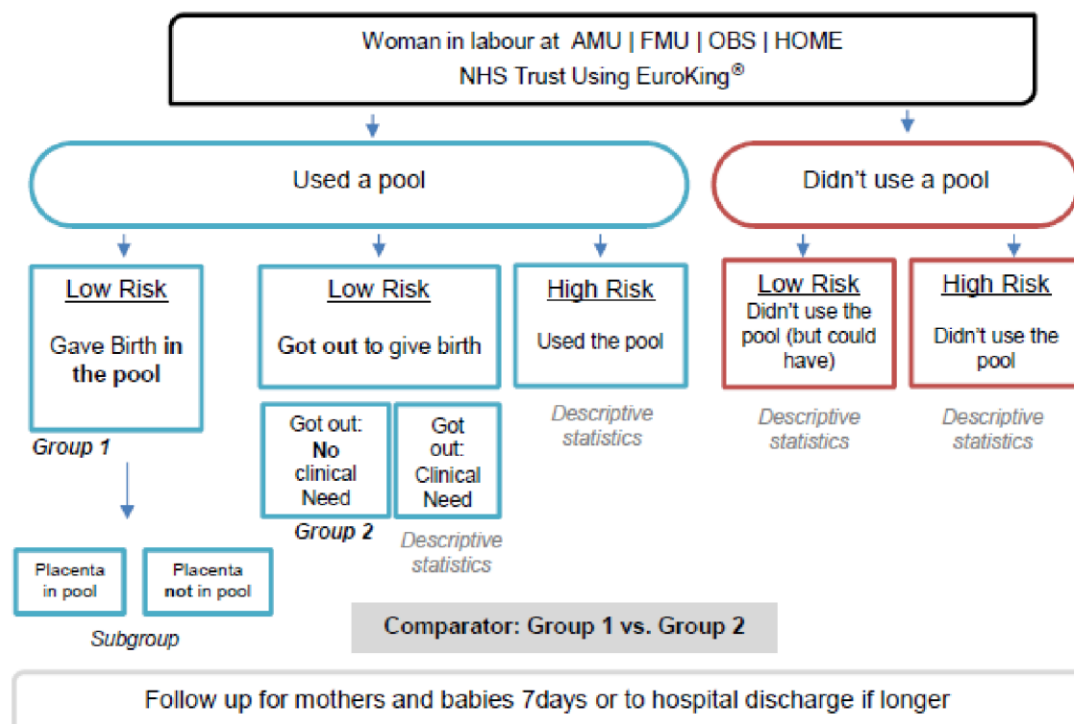 Woman in labour at AMU | FMU | OBS | HOME
NHS Trust Using EuroKing®
Used a pool
Didn't use a pool
Low Risk
Gave Birth in
the pool
Group 1
Low Risk
Got out to give birth
High Risk
Used the pool
Descriptive
statistics
Low Risk
Didn't use the
pool (but could
have)
Descriptive
statistics
High Risk
Didn't use the
pool
Descriptive
statistics
Got out:
No
clinical
Need
Group 2
Got
out:
Clinical
Need
Descriptive
statistics
Placenta
in pool
Placenta
not in pool
Subgroup
Comparator: Group 1 vs. Group 2
Follow up for mothers and babies 7days or to hospital discharge if longer